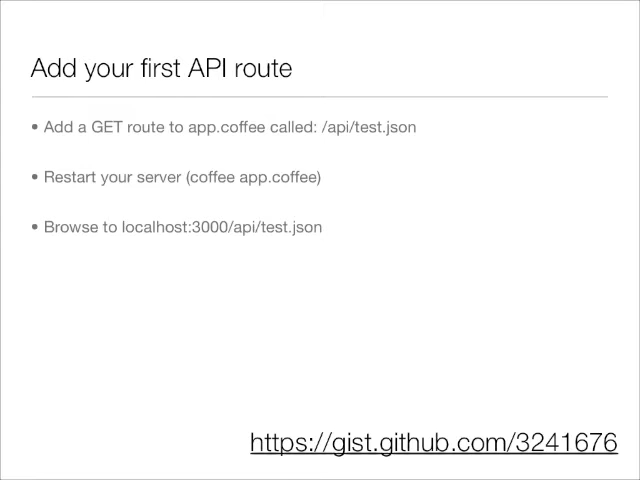 Add your first API route
• Add a GET route to app.coffee called: /api/test.json
• Restart your server (coffee app.coffee)
• Browse to localhost:3000/api/test.json
https://gist.github.com/3241676